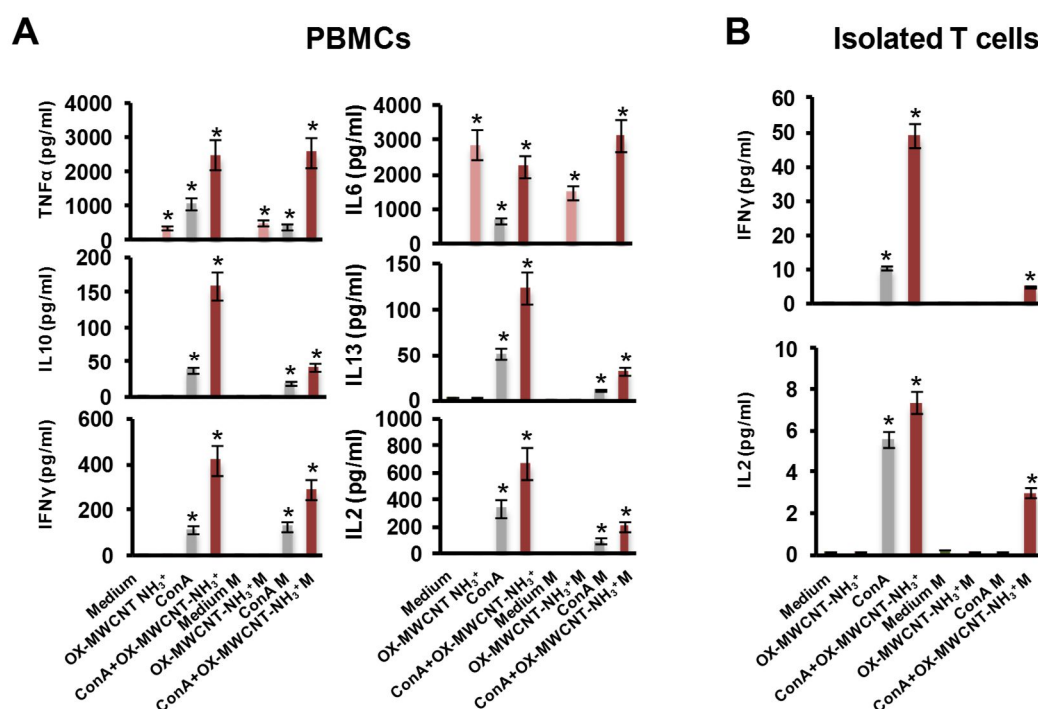 A
PBMCs
TNFα (pg/ml)
4000
3000
2000
1000
0
*
*
*
*
*
*
IL6 (pg/ml)
4000
3000
2000
1000
0
*
*
*
*
*
IL10 (pg/ml)
200
150
100
50
0
*
*
*
*
IL13 (pg/ml)
150
100
50
0
*
*
*
*
IFNγ (pg/ml)
600
400
200
0
*
*
*
*
IL2 (pg/ml)
1000
800
600
400
200
0
*
*
*
*
Medium
OX-MWCNT NH₃⁺
ConA
ConA+OX-MWCNT-NH₃⁺
Medium M
OX-MWCNT-NH₃⁺M
ConA M
ConA+OX-MWCNT-NH₃⁺M
Medium
OX-MWCNT NH₃⁺
ConA
ConA+OX-MWCNT-NH₃⁺
Medium M
OX-MWCNT-NH₃⁺M
ConA M
ConA+OX-MWCNT-NH₃⁺M
B
Isolated T cells
IFNγ (pg/ml)
60
50
40
30
20
10
0
*
*
*
IL2 (pg/ml)
10
8
6
4
2
0
*
*
*
Medium
OX-MWCNT-NH₃⁺
ConA
ConA+OX-MWCNT-NH₃⁺
Medium M
OX-MWCNT-NH₃⁺M
ConA M
ConA+OX-MWCNT-NH₃⁺M